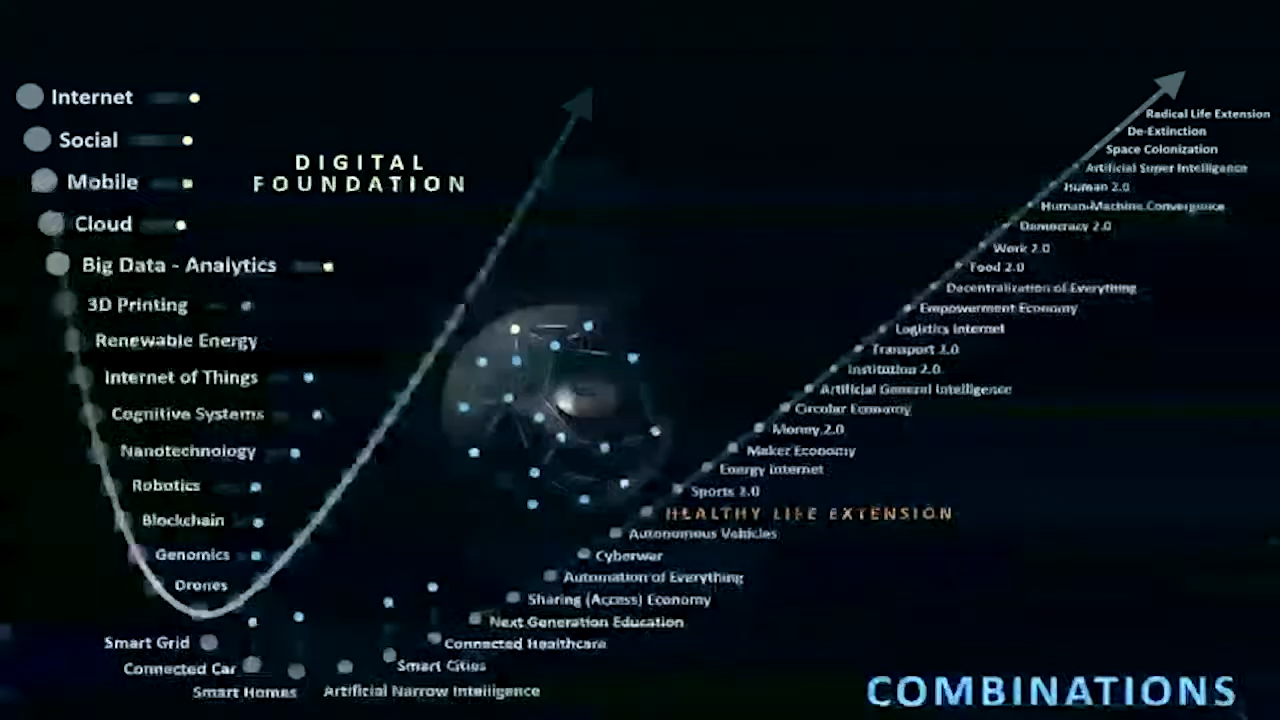 Internet
Social
Mobile
Cloud
Big Data - Analytics
3D Printing
Renewable Energy
Internet of Things
Cognitive Systems
Nanotechnology
Robotics
Blockchain
Genomics
Drones
Smart Grid
Connected Car
Smart Homes
DIGITAL
FOUNDATION
Artificial Narrow Intelligence
Smart Cities
Connected Healthcare
Next Generation Education
Sharing (Access) Economy
Automation of Everything
Cyberwar
Autonomous Vehicles
HEALTHY LIFE EXTENSION
Sports 2.0
Energy Internet
Maker Economy
Money 2.0
Circular Economy
Artificial General Intelligence
Institution 2.0
Transport
Logistics Internet
Empowerment Economy
Decentralization of Everything
Food 2.0
Work 2.0
Democracy 2.0
Human-Machine Convergence
Human 2.0
Artificial Super Intelligence
Space Colonization
De-Extinction
Radical Life Extension
COMBINATIONS